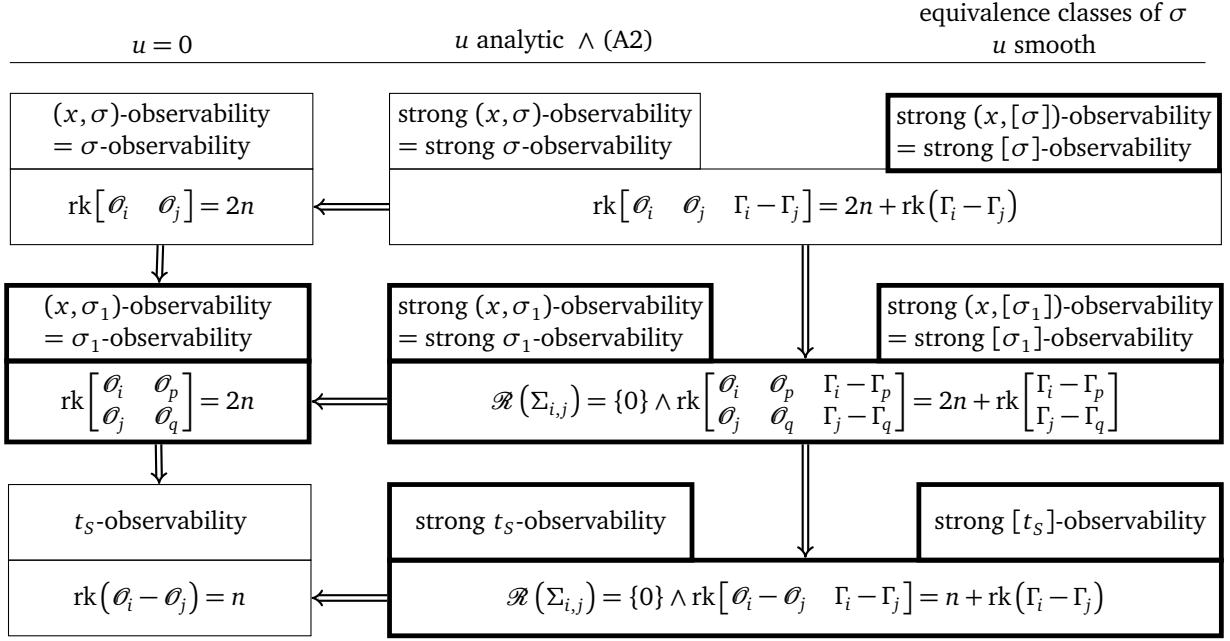 u = 0
u analytic ∧ (A2)
equivalence classes of σ
u smooth
(x, σ)-observability
= σ-observability
strong (x, σ)-observability
= strong σ-observability
strong (x, [σ])-observability
= strong [σ]-observability
rk[𝒪_i 𝒪_j] = 2n
rk[𝒪_i 𝒪_j Γ_i − Γ_j] = 2n + rk(Γ_i − Γ_j)
(x, σ_1)-observability
= σ_1-observability
strong (x, σ_1)-observability
= strong σ_1-observability
strong (x, [σ_1])-observability
= strong [σ_1]-observability
rk[𝒪_i 𝒪_p
𝒪_j 𝒪_q] = 2n
ℛ(Σ_{i,j}) = {0} ∧ rk[𝒪_i 𝒪_p Γ_i − Γ_p
𝒪_j 𝒪_q Γ_j − Γ_q] = 2n + rk[Γ_i − Γ_p
Γ_j − Γ_q]
t_S-observability
strong t_S-observability
strong [t_S]-observability
rk(𝒪_i − 𝒪_j) = n
ℛ(Σ_{i,j}) = {0} ∧ rk[𝒪_i − 𝒪_j Γ_i − Γ_j] = n + rk(Γ_i − Γ_j)